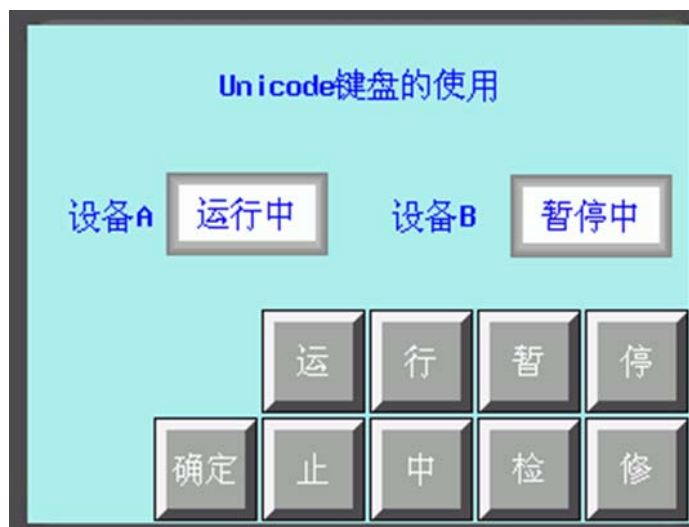 Unicode键盘的使用
设备A 运行中 设备B 暂停中
运 行 暂 停
确定 止 中 检 修